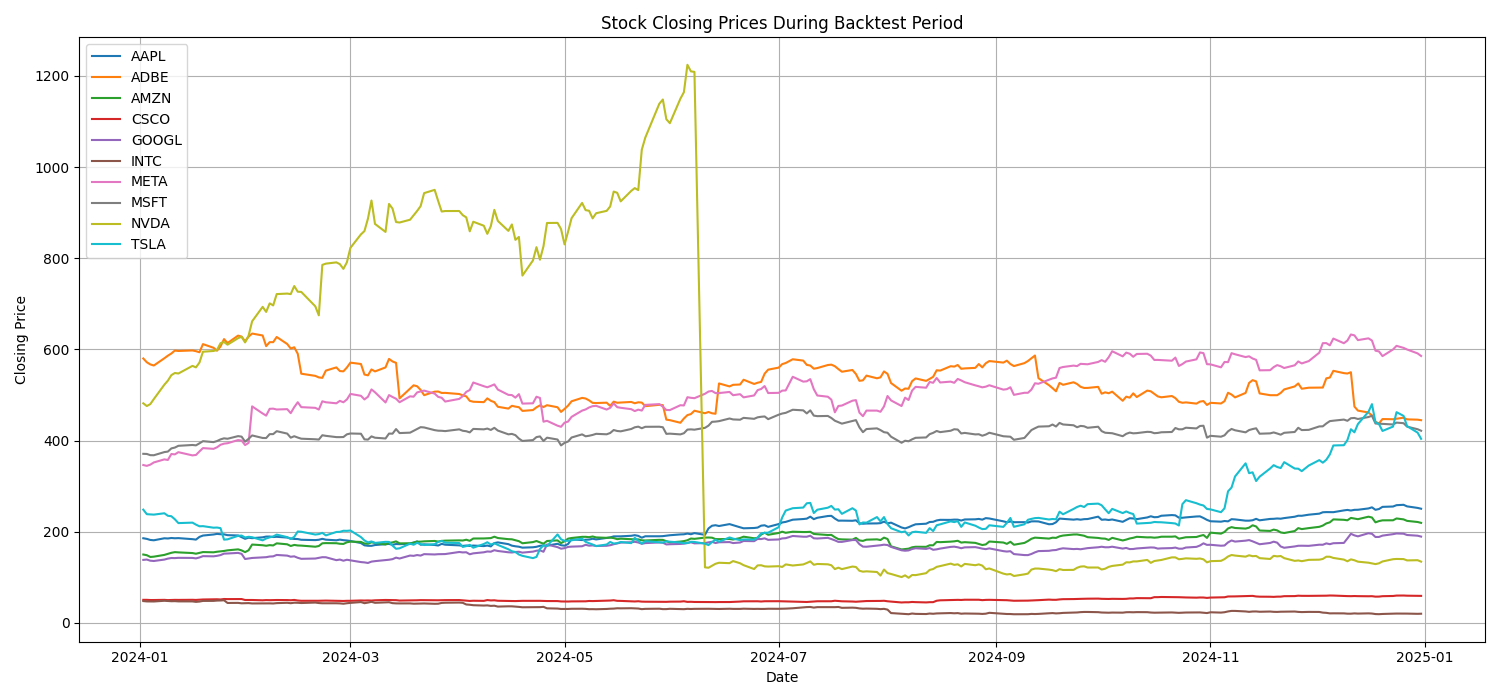 Stock Closing Prices During Backtest Period
AAPL
ADBE
AMZN
CSCO
GOOGL
INTC
META
MSFT
NVDA
TSLA
Closing Price
1200
1000
800
600
400
200
0
2024-01
2024-03
2024-05
2024-07
2024-09
2024-11
2025-01
Date